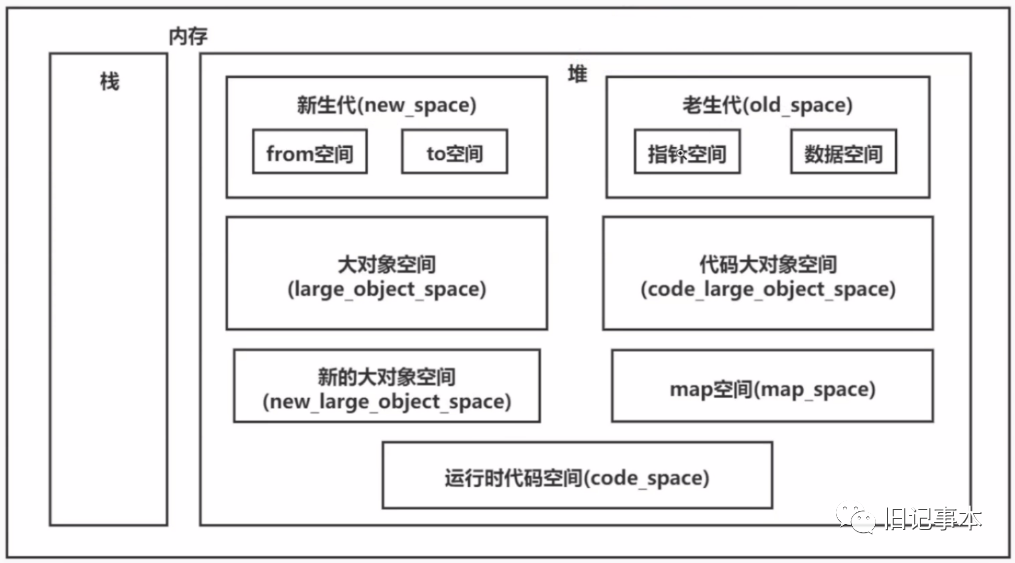 内存
栈
堆
新生代(new_space)
老生代(old_space)
from空间
to空间
指针空间
数据空间
大对象空间
(large_object_space)
代码大对象空间
(code_large_object_space)
新的大对象空间
(new_large_object_space)
map空间(map_space)
运行时代码空间(code_space)
旧记事本